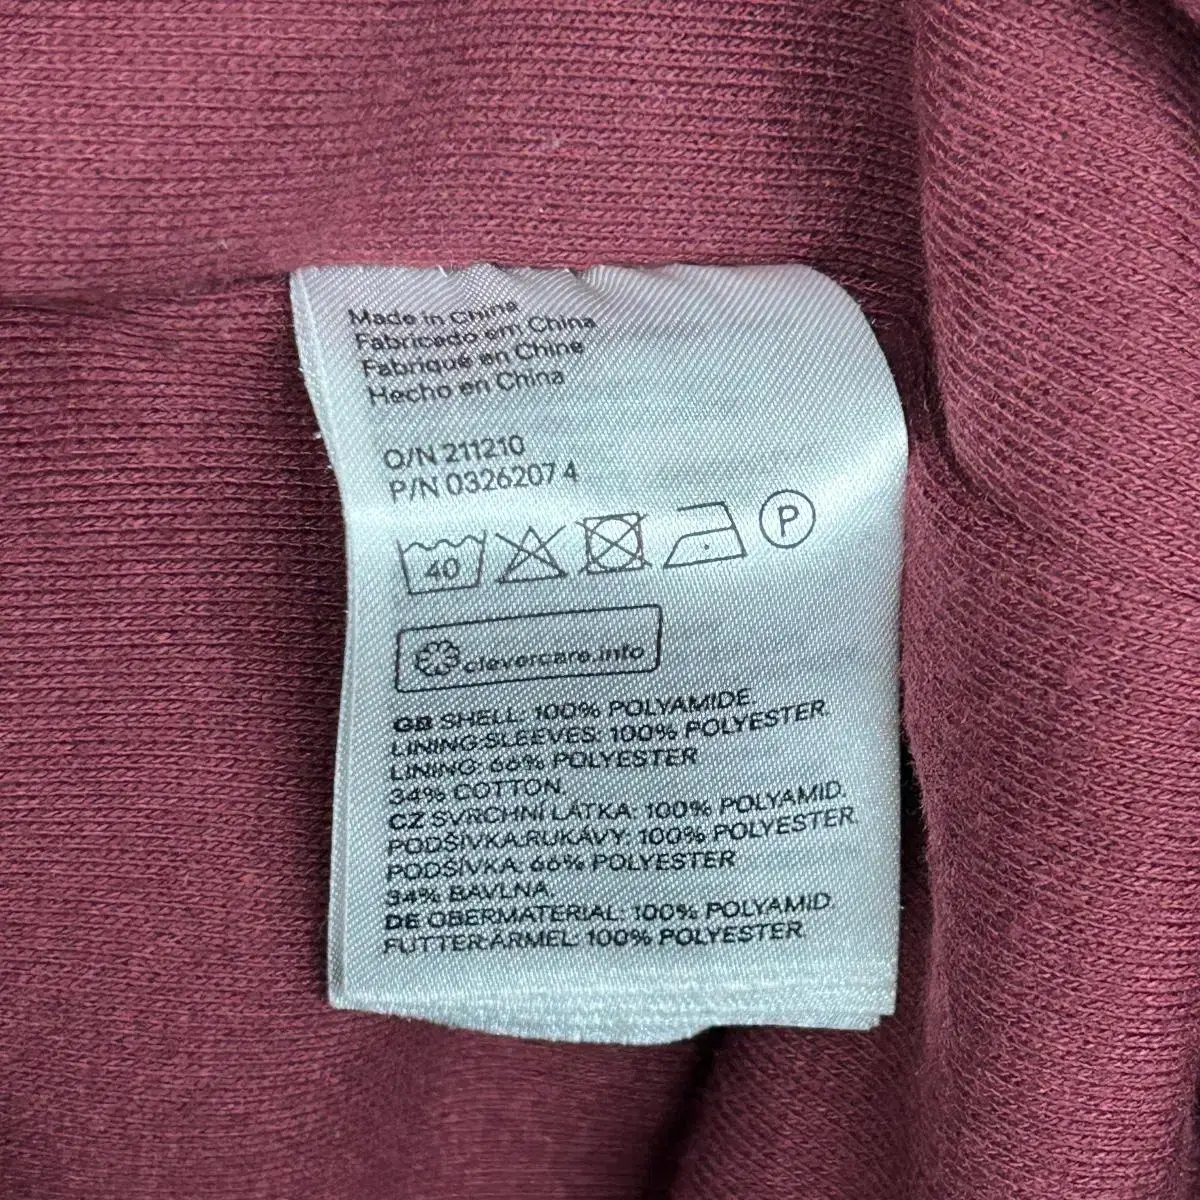 Made in China
Fabricado em China
Fabriqué en Chine
Hecho en China
O/N 211210
P/N 03262074
40
P
clevercare.info
GB SHELL: 100% POLYAMIDE.
LINING:SLEEVES: 100% POLYESTER.
LINING: 66% POLYESTER
34% COTTON.
CZ SVRCHNÍ LÁTKA: 100% POLYAMID.
PODŠÍVKA:RUKÁVY: 100% POLYESTER.
PODŠÍVKA: 66% POLYESTER
34% BAVLNA.
DE OBERMATERIAL: 100% POLYAMID.
FUTTER:ÄRMEL: 100% POLYESTER.